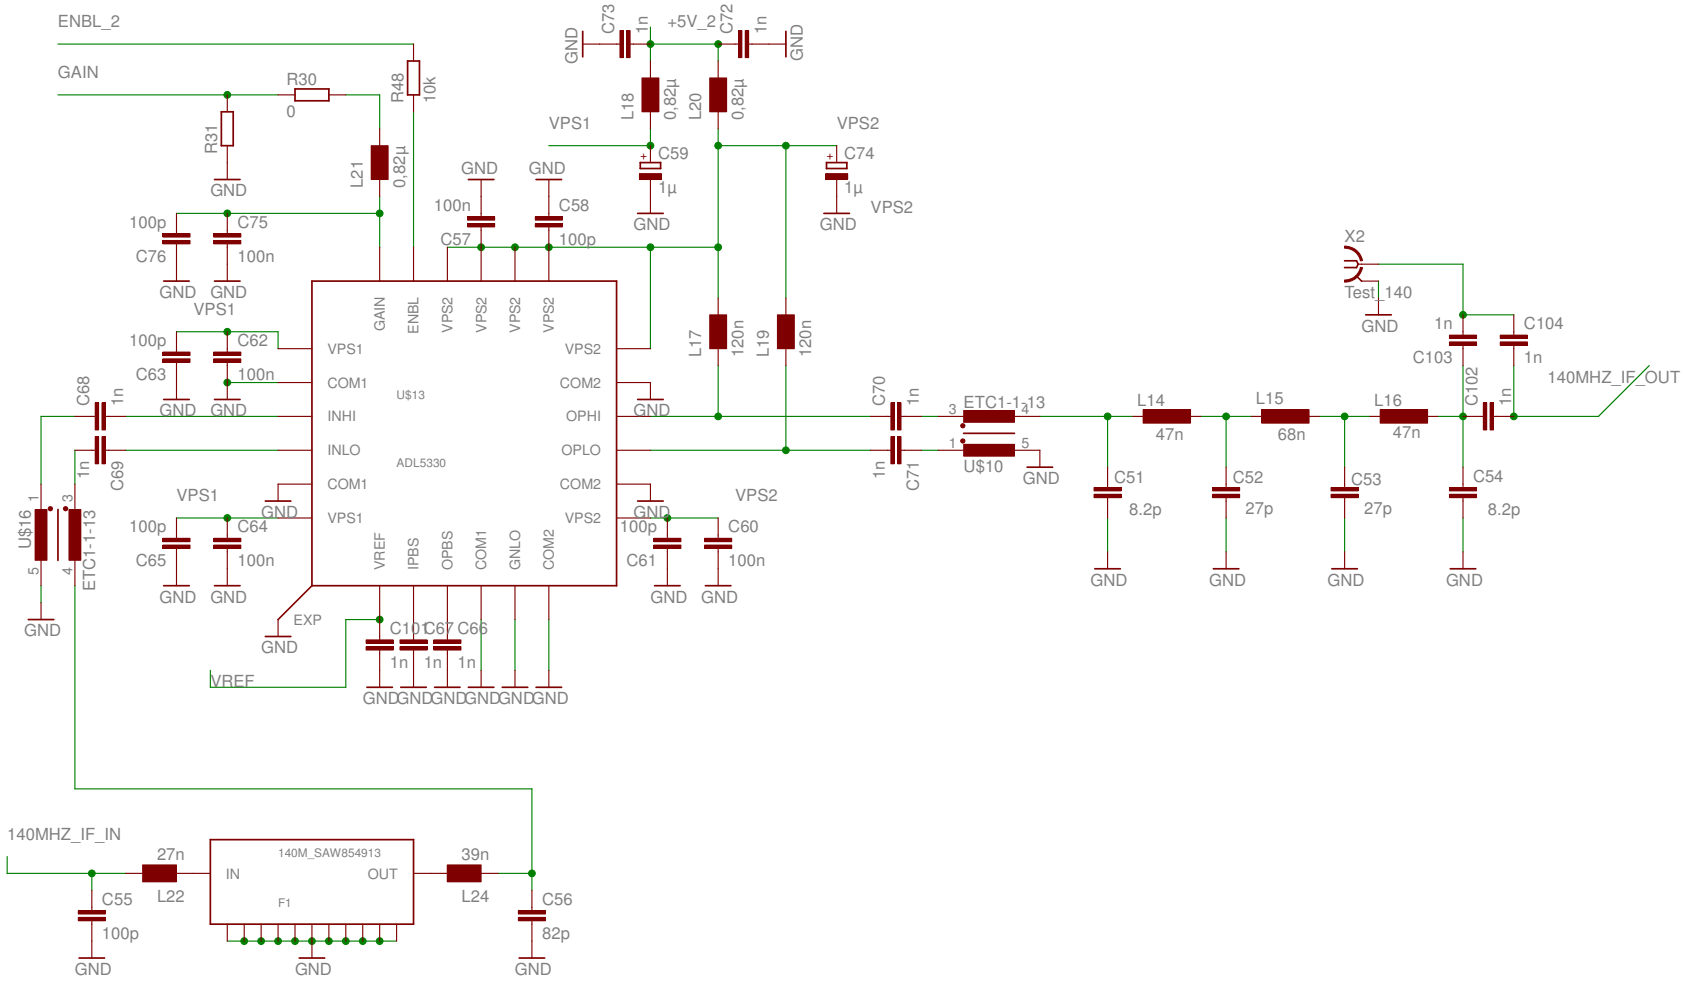 ENBL_2
GAIN
R30
0
R31
GND
R48
10k
L21
0,82µ
C73
1n
GND
+5V_2
C72
1n
GND
L18
0,82µ
L20
0,82µ
VPS1
VPS2
C59
1µ
GND
C74
1µ
GND
VPS2
GND
100n
C57
GND
C58
100p
100p
C76
GND
C75
100n
GND
VPS1
100p
C63
GND
C62
100n
GND
C68
1n
1n
C69
U$16
ETC1-1-13
1
3
5
4
GND
VPS1
100p
C65
GND
C64
100n
GND
GAIN
ENBL
VPS2
VPS2
VPS2
VPS2
VPS1
COM1
INHI
INLO
COM1
VPS1
GND
U$13
ADL5330
VPS2
COM2
OPHI
OPLO
COM2
VPS2
GND
GND
VREF
IPBS
OPBS
COM1
GNLO
COM2
EXP
GND
C101
1n
C67
1n
C66
1n
VREF
GND
GND
GND
GND
GND
GND
VPS2
100p
C61
GND
C60
100n
GND
L17
120n
L19
120n
C70
1n
1n
C71
ETC1-1-13
3
4
1
5
U$10
GND
L14
47n
L15
68n
L16
47n
C51
8.2p
GND
C52
27p
GND
C53
27p
GND
C54
8.2p
GND
X2
Test_140
GND
1n
C103
C104
1n
C102
1n
140MHZ_IF_OUT
140MHZ_IF_IN
27n
L22
C55
100p
GND
140M_SAW854913
IN
OUT
F1
GND
39n
L24
C56
82p
GND